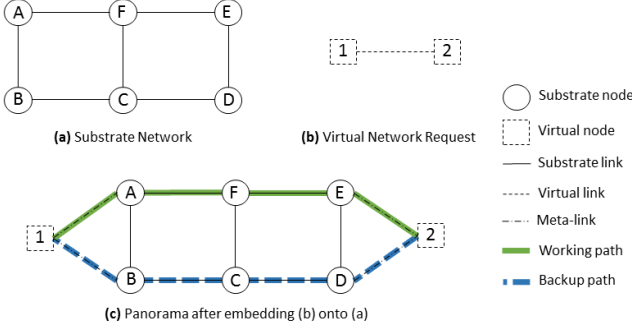 A F E
B C D
(a) Substrate Network
1 2
(b) Virtual Network Request
Substrate node
Virtual node
Substrate link
Virtual link
Meta-link
Working path
Backup path
A F E
1 2
B C D
(c) Panorama after embedding (b) onto (a)